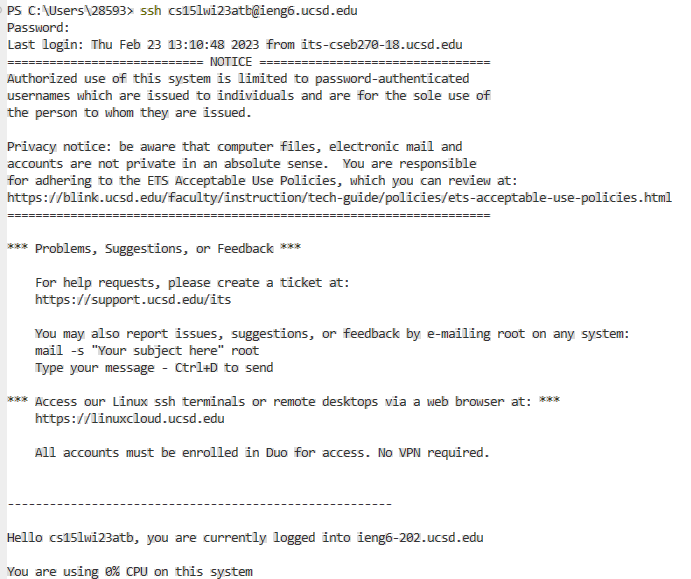 PS C:\Users\28593> ssh cs15lwi23atb@ieng6.ucsd.edu
Password:
Last login: Thu Feb 23 13:10:48 2023 from its-cseb270-18.ucsd.edu
============================ NOTICE =================================
Authorized use of this system is limited to password-authenticated
usernames which are issued to individuals and are for the sole use of
the person to whom they are issued.
Privacy notice: be aware that computer files, electronic mail and
accounts are not private in an absolute sense.  You are responsible
for adhering to the ETS Acceptable Use Policies, which you can review at:
https://blink.ucsd.edu/faculty/instruction/tech-guide/policies/ets-acceptable-use-policies.html
=====================================================================
*** Problems, Suggestions, or Feedback ***
For help requests, please create a ticket at:
https://support.ucsd.edu/its
You may also report issues, suggestions, or feedback by e-mailing root on any system:
mail -s "Your subject here" root
Type your message - Ctrl+D to send
*** Access our Linux ssh terminals or remote desktops via a web browser at: ***
https://linuxcloud.ucsd.edu
All accounts must be enrolled in Duo for access. No VPN required.
-------------------------------------------------------
Hello cs15lwi23atb, you are currently logged into ieng6-202.ucsd.edu
You are using 0% CPU on this system